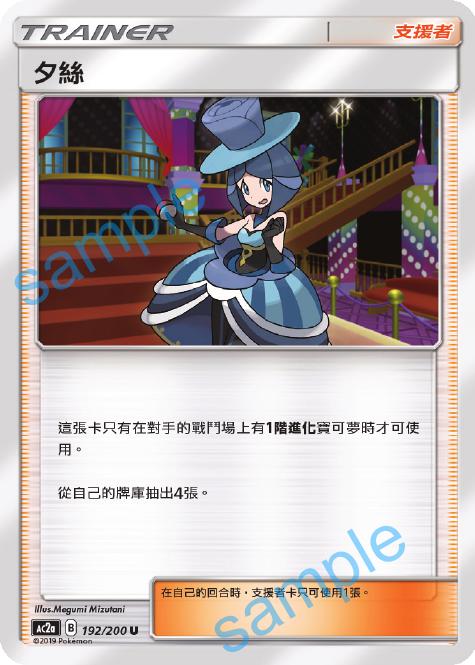 TRAINER
支援者
夕絲
sample
這張卡只有在對手的戰鬥場上有1階進化寶可夢時才可使
用。
從自己的牌庫抽出4張。
sample
在自己的回合時,支援者卡只可使用1張。
Illus.Megumi Mizutani
AC2a B 192/200 U
©2019 Pokémon